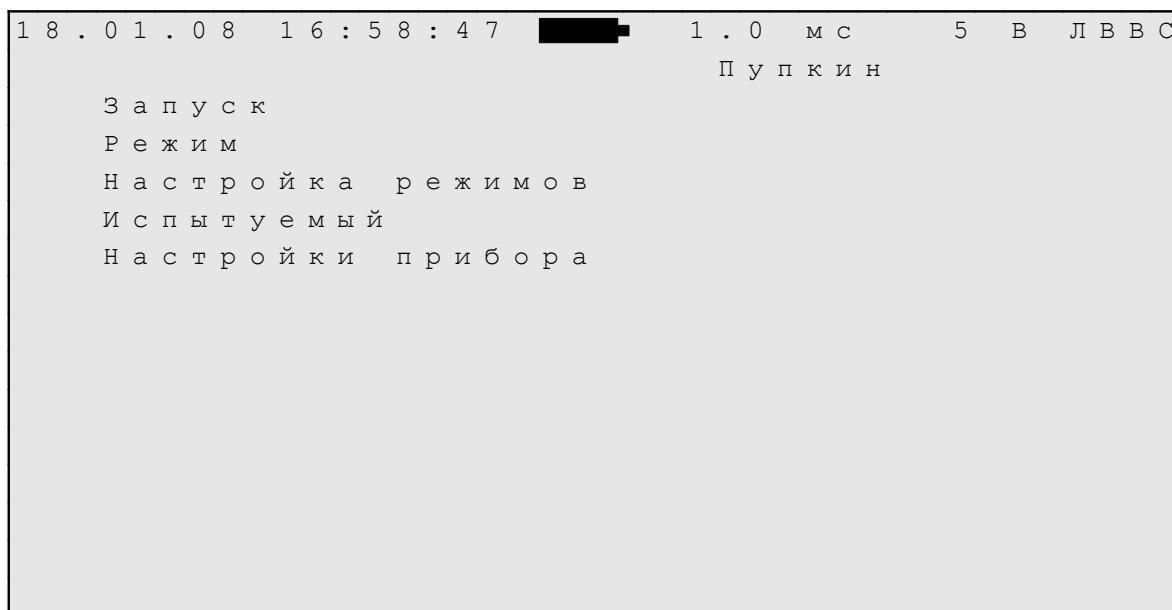 18.01.08 16:58:47 1.0 мс 5 В ЛВВС
Пупкин
Запуск
Режим
Настройка режимов
Испытуемый
Настройки прибора